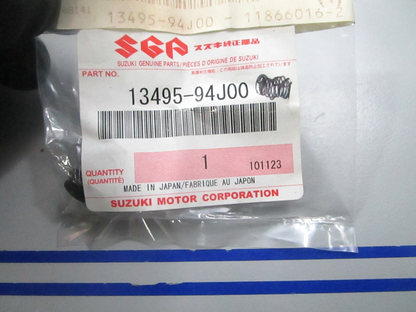 13495-94J00 - 11866016-2
SGP スズキ純正部品
SUZUKI GENUINE PARTS/PIÈCES D'ORIGINE DE SUZUKI
PART NO.
13495-94J00
QUANTITY
(QUANTITÉ)
1
101123
MADE IN JAPAN/FABRIQUE AU JAPON
SUZUKI MOTOR CORPORATION